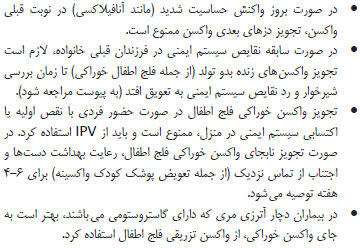 • در صورت بروز واکنش حساسیت شدید (مانند آنافیلاکسی) در نوبت قبلی
واکسن، تجویز دزهای بعدی واکسن ممنوع است.
• در صورت سابقه نقایص سیستم ایمنی در فرزندان قبلی خانواده، لازم است
تجویز واکسن‌های زنده بدو تولد (از جمله فلج اطفال خوراکی) تا زمان بررسی
شیرخوار و رد نقایص سیستم ایمنی به تعویق افتد (به پیوست مراجعه شود).
• تجویز واکسن خوراکی فلج اطفال در صورت حضور فردی با نقص اولیه یا
اکتسابی سیستم ایمنی در منزل، ممنوع است و باید از IPV استفاده کرد. در
صورت تجویز نابجای واکسن خوراکی فلج اطفال، رعایت بهداشت دست‌ها و
اجتناب از تماس نزدیک (از جمله تعویض پوشک کودک واکسینه) برای ۶-۴
هفته توصیه می‌شود.
• در بیماران دچار آترزی مری که دارای گاستروستومی می‌باشند، بهتر است به
جای واکسن خوراکی، از واکسن تزریقی فلج اطفال استفاده کرد.